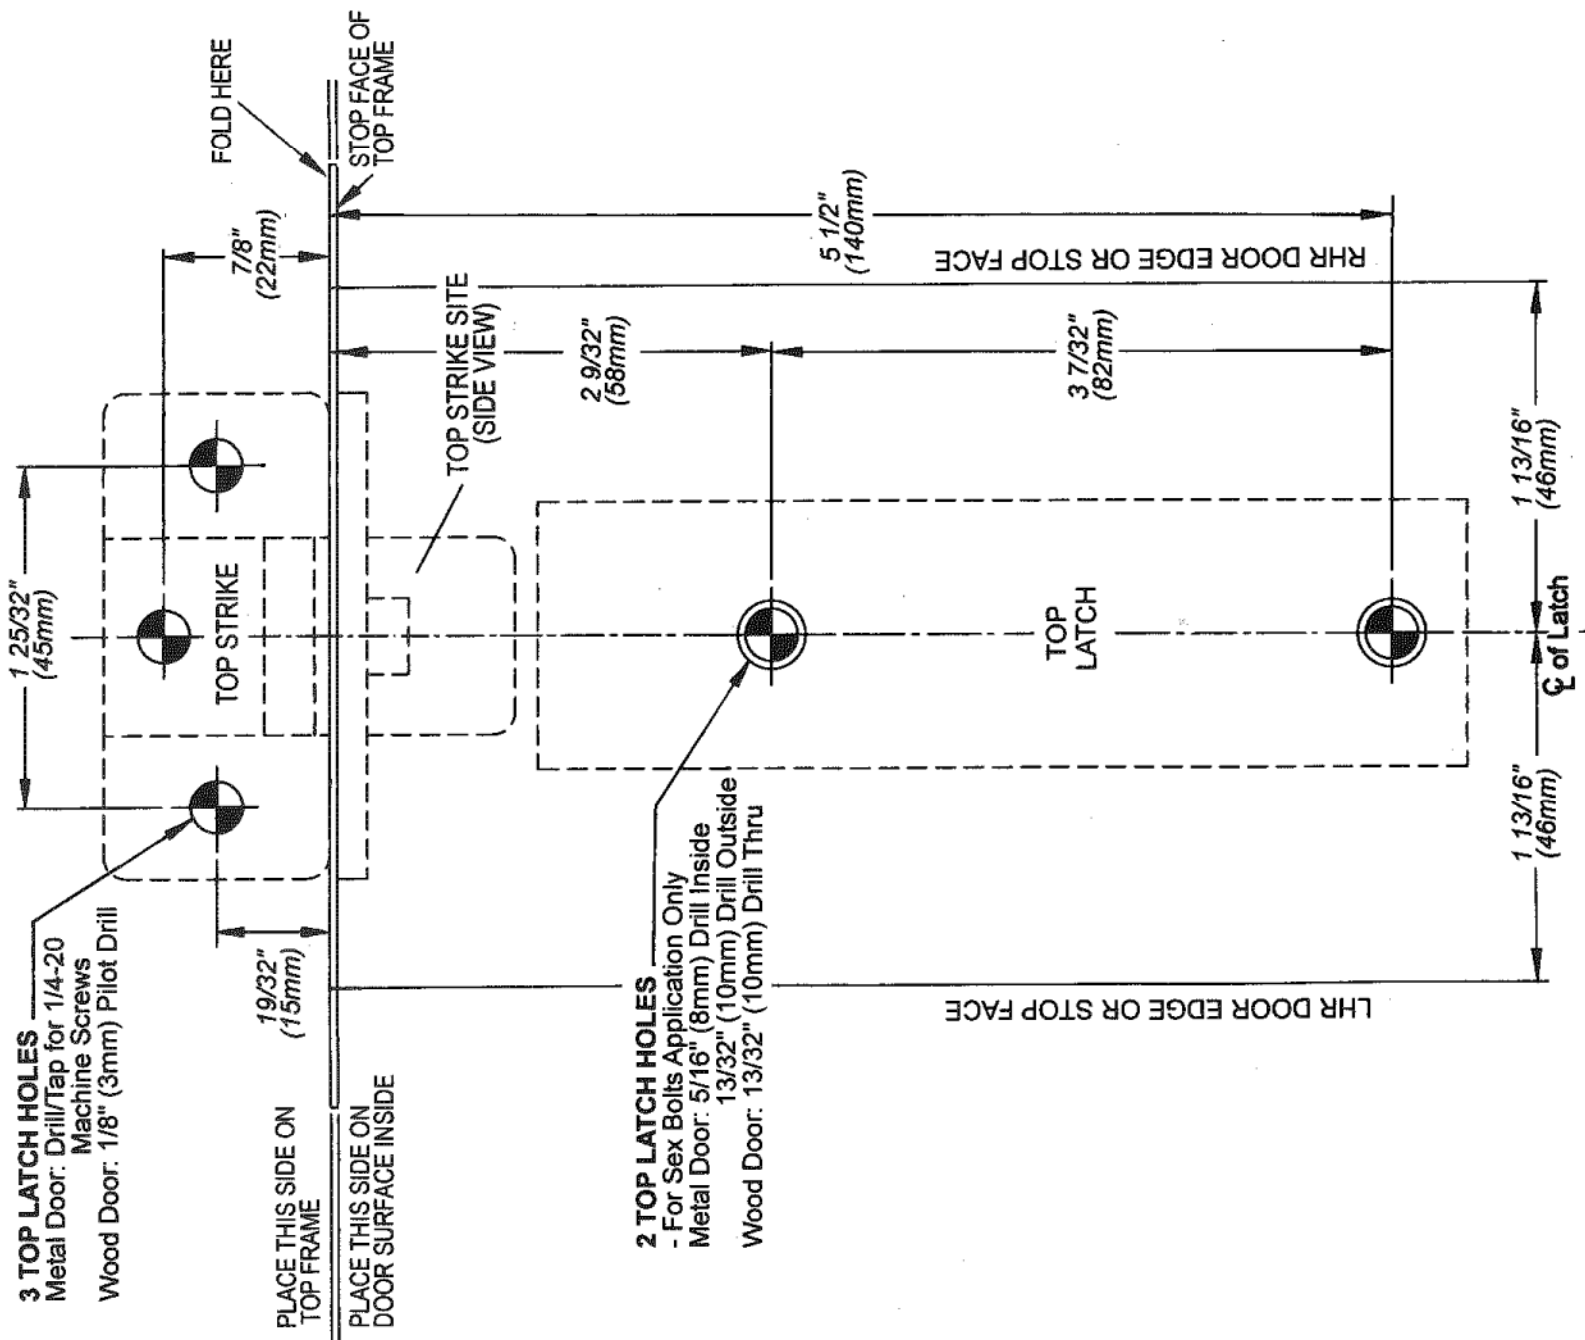 3 TOP LATCH HOLES
Metal Door: Drill/Tap for 1/4-20
Machine Screws
Wood Door: 1/8" (3mm) Pilot Drill
1 25/32"
(45mm)
TOP STRIKE
7/8"
(22mm)
FOLD HERE
STOP FACE OF
TOP FRAME
19/32"
(15mm)
PLACE THIS SIDE ON
TOP FRAME
PLACE THIS SIDE ON
DOOR SURFACE INSIDE
TOP STRIKE SITE
(SIDE VIEW)
5 1/2"
(140mm)
RHR DOOR EDGE OR STOP FACE
2 9/32"
(58mm)
3 7/32"
(82mm)
2 TOP LATCH HOLES
- For Sex Bolts Application Only
Metal Door: 5/16" (8mm) Drill Inside
13/32" (10mm) Drill Outside
Wood Door: 13/32" (10mm) Drill Thru
TOP
LATCH
LHR DOOR EDGE OR STOP FACE
1 13/16"
(46mm)
℄ of Latch
1 13/16"
(46mm)